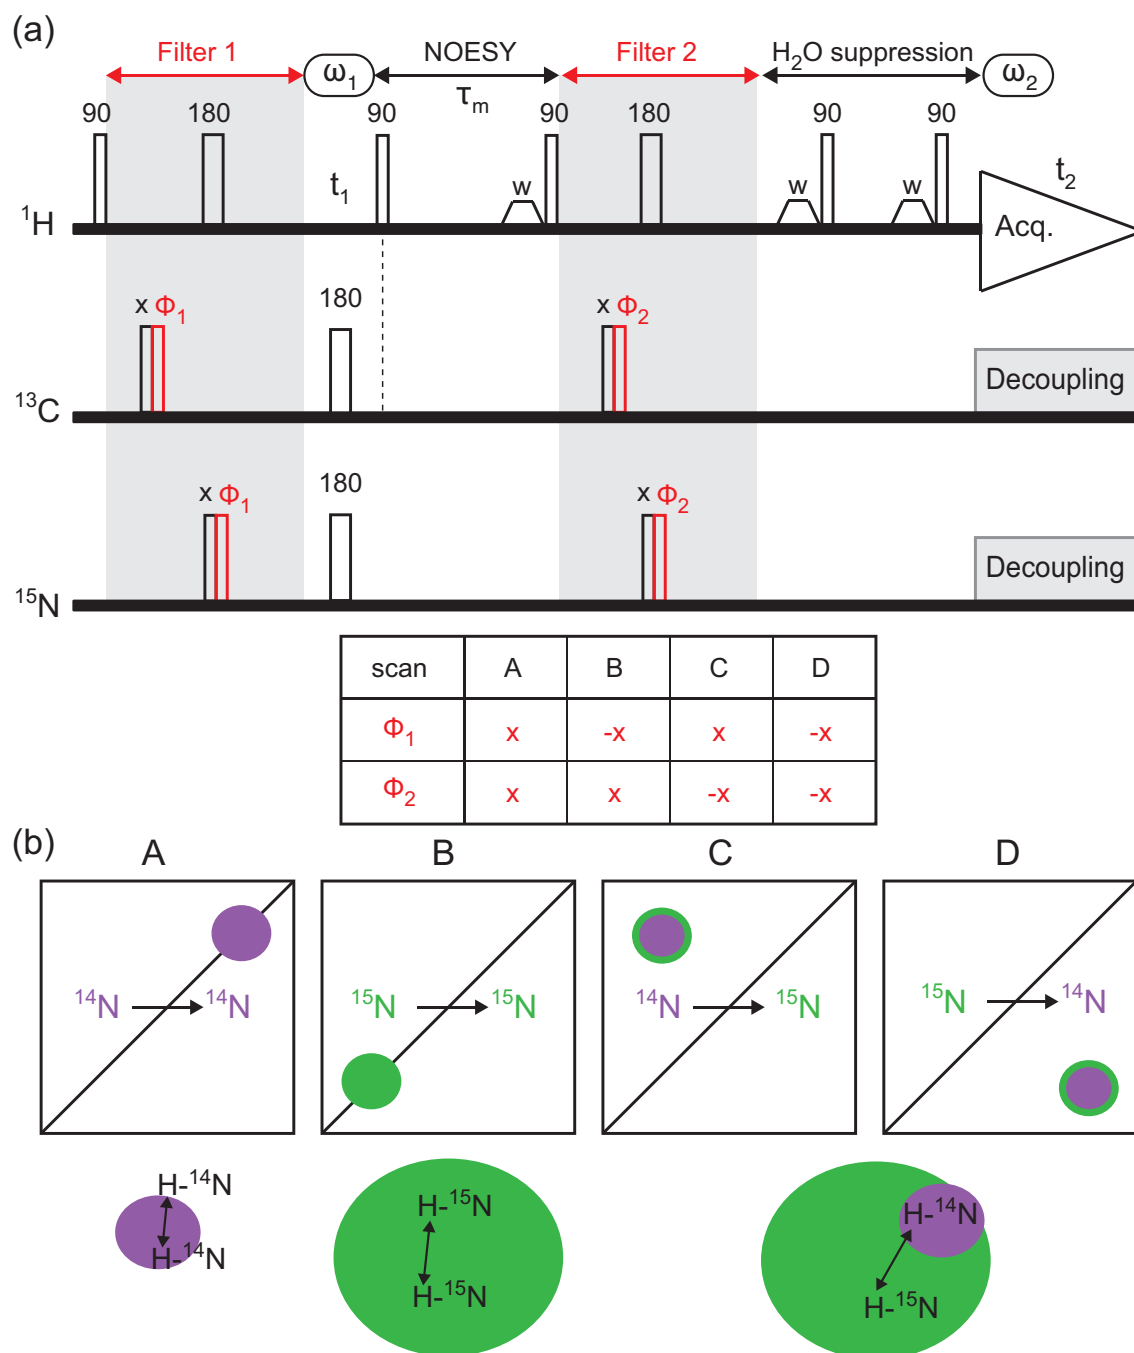 (a)
Filter 1 ω₁ NOESY Filter 2 H₂O suppression ω₂
τₘ
90 180 90 90 180 90 90
t₁ w w w t₂
¹H Acq.
x Φ₁ 180 x Φ₂
¹³C Decoupling
x Φ₁ 180 x Φ₂
¹⁵N Decoupling
scan A B C D
Φ₁ x -x x -x
Φ₂ x x -x -x
(b)
A B C D
¹⁴N ¹⁴N ¹⁵N ¹⁵N ¹⁴N ¹⁵N ¹⁵N ¹⁴N
H-¹⁴N H-¹⁵N H-¹⁴N
H-¹⁴N H-¹⁵N H-¹⁵N